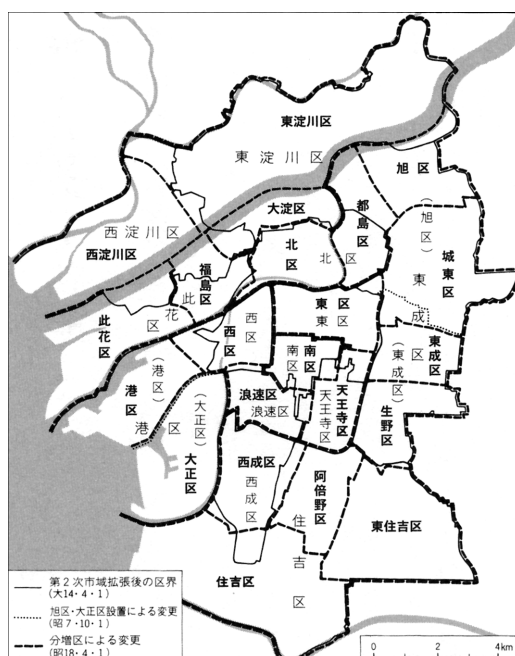 東淀川区
東淀川区
旭区
(旭区)
西淀川区
西淀川区
大淀区
都島区
北区
北区
城東区
福島区
此花区
此花区
東成区
東区
東区
西区
西区
東成区
(東成区)
南区
南区
(港区)
港区
港区
(大正区)
大正区
浪速区
浪速区
天王寺区
天王寺区
生野区
西成区
西成区
阿倍野区
東住吉区
住吉区
住吉区
第2次市域拡張後の区界
(大14・4・1)
旭区・大正区設置による変更
(昭7・10・1)
分増区による変更
(昭18・4・1)
0 2 4km